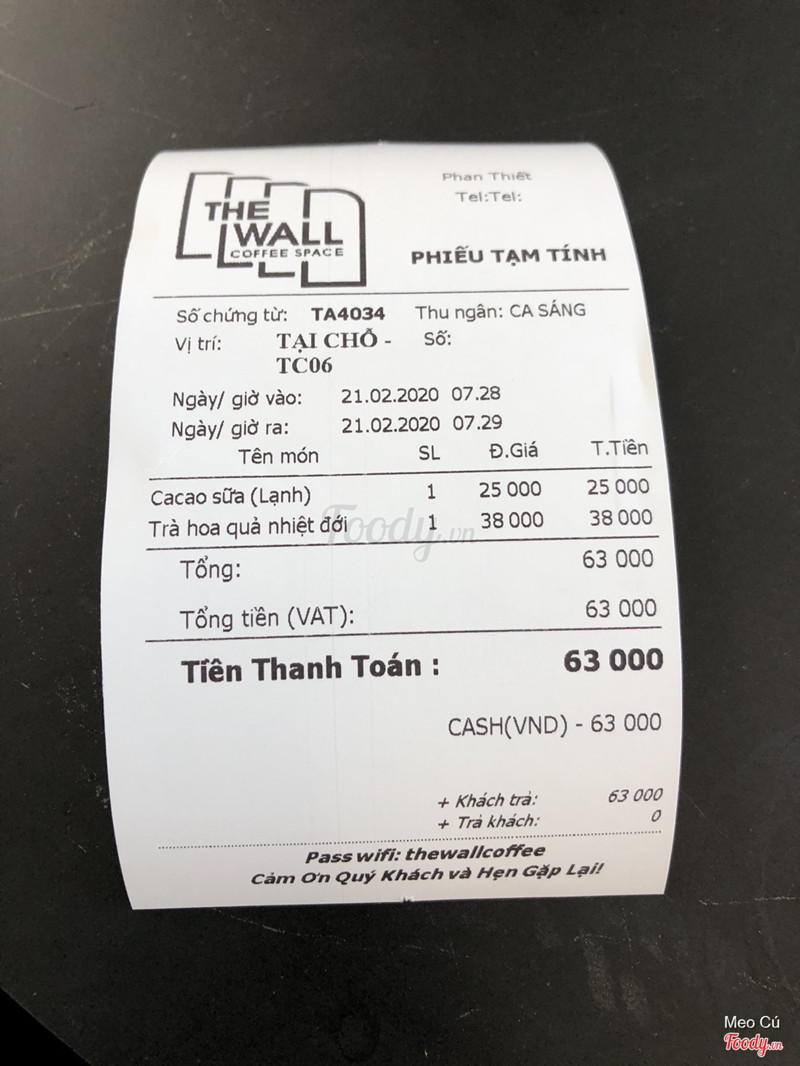 THE
WALL
COFFEE SPACE
Phan Thiết
Tel:Tel:
PHIẾU TẠM TÍNH
Số chứng từ: TA4034 Thu ngân: CA SÁNG
Vị trí: TẠI CHỖ - TC06 Số:
Ngày/ giờ vào: 21.02.2020 07.28
Ngày/ giờ ra: 21.02.2020 07.29
Tên món SL Đ.Giá T.Tiền
Cacao sữa (Lạnh) 1 25 000 25 000
Trà hoa quả nhiệt đới 1 38 000 38 000
Foody.vn
Tổng: 63 000
Tổng tiền (VAT): 63 000
Tiền Thanh Toán : 63 000
CASH(VND) - 63 000
+ Khách trả: 63 000
+ Trả khách: 0
Pass wifi: thewallcoffee
Cảm Ơn Quý Khách và Hẹn Gặp Lại!
Meo Cú
Foody.vn